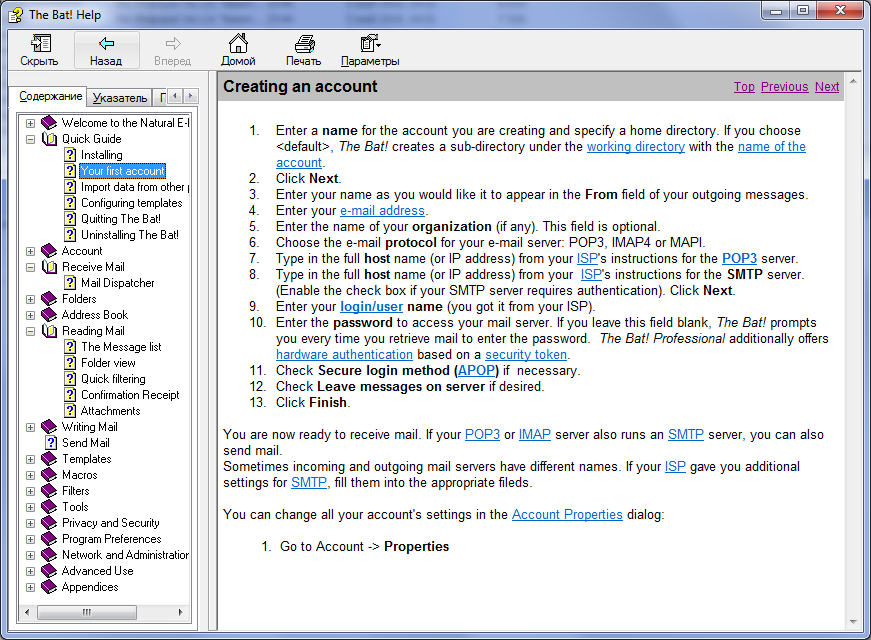 The Bat! Help
Скрыть
Назад
Вперед
Домой
Печать
Параметры
Содержание
Указатель
Creating an account
Top Previous Next
Welcome to the Natural E-
Quick Guide
Installing
Your first account
Import data from other
Configuring templates
Quitting The Bat!
Uninstalling The Bat!
Account
Receive Mail
Mail Dispatcher
Folders
Address Book
Reading Mail
The Message list
Folder view
Quick filtering
Confirmation Receipt
Attachments
Writing Mail
Send Mail
Templates
Macros
Filters
Tools
Privacy and Security
Program Preferences
Network and Administration
Advanced Use
Appendices
1. Enter a name for the account you are creating and specify a home directory. If you choose
<default>, The Bat! creates a sub-directory under the working directory with the name of the
account.
2. Click Next.
3. Enter your name as you would like it to appear in the From field of your outgoing messages.
4. Enter your e-mail address.
5. Enter the name of your organization (if any). This field is optional.
6. Choose the e-mail protocol for your e-mail server: POP3, IMAP4 or MAPI.
7. Type in the full host name (or IP address) from your ISP's instructions for the POP3 server.
8. Type in the full host name (or IP address) from your ISP's instructions for the SMTP server.
(Enable the check box if your SMTP server requires authentication). Click Next.
9. Enter your login/user name (you got it from your ISP).
10. Enter the password to access your mail server. If you leave this field blank, The Bat! prompts
you every time you retrieve mail to enter the password. The Bat! Professional additionally offers
hardware authentication based on a security token.
11. Check Secure login method (APOP) if necessary.
12. Check Leave messages on server if desired.
13. Click Finish.
You are now ready to receive mail. If your POP3 or IMAP server also runs an SMTP server, you can also
send mail.
Sometimes incoming and outgoing mail servers have different names. If your ISP gave you additional
settings for SMTP, fill them into the appropriate fileds.
You can change all your account's settings in the Account Properties dialog:
1. Go to Account -> Properties